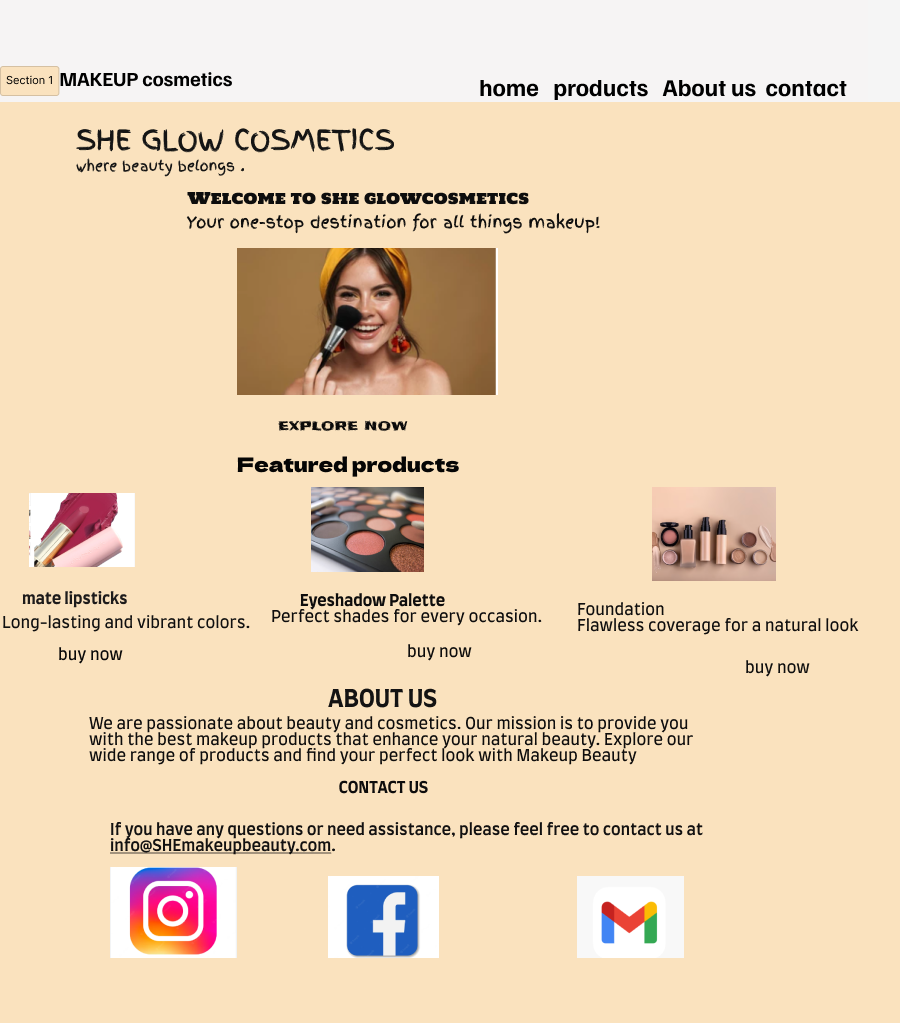 Section 1
MAKEUP cosmetics
home products About us contact
SHE GLOW COSMETICS
where beauty belongs .
WELCOME TO SHE GLOWCOSMETICS
Your one-stop destination for all things makeup!
EXPLORE NOW
Featured products
mate lipsticks
Long-lasting and vibrant colors.
buy now
Eyeshadow Palette
Perfect shades for every occasion.
buy now
Foundation
Flawless coverage for a natural look
buy now
ABOUT US
We are passionate about beauty and cosmetics. Our mission is to provide you
with the best makeup products that enhance your natural beauty. Explore our
wide range of products and find your perfect look with Makeup Beauty
CONTACT US
If you have any questions or need assistance, please feel free to contact us at
info@SHEmakeupbeauty.com.